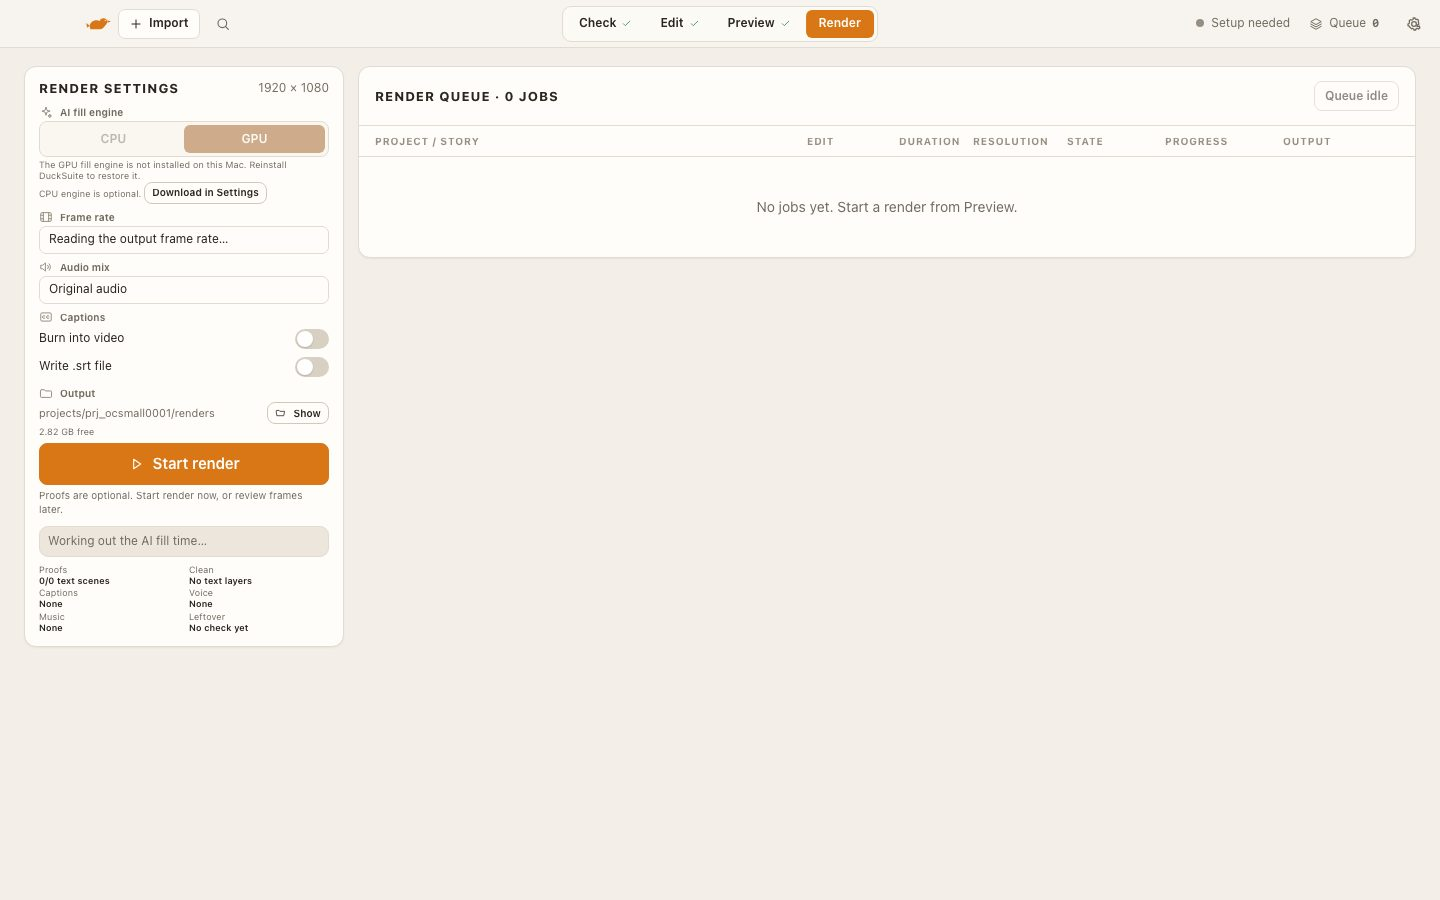 Import
Check
Edit
Preview
Render
Setup needed
Queue 0
RENDER SETTINGS
1920 × 1080
AI fill engine
CPU
GPU
The GPU fill engine is not installed on this Mac. Reinstall
DuckSuite to restore it.
CPU engine is optional.
Download in Settings
Frame rate
Reading the output frame rate...
Audio mix
Original audio
Captions
Burn into video
Write .srt file
Output
projects/prj_ocsmall0001/renders
Show
2.82 GB free
Start render
Proofs are optional. Start render now, or review frames
later.
Working out the AI fill time...
Proofs
0/0 text scenes
Clean
No text layers
Captions
None
Voice
None
Music
None
Leftover
No check yet
RENDER QUEUE · 0 JOBS
Queue idle
PROJECT / STORY
EDIT
DURATION
RESOLUTION
STATE
PROGRESS
OUTPUT
No jobs yet. Start a render from Preview.